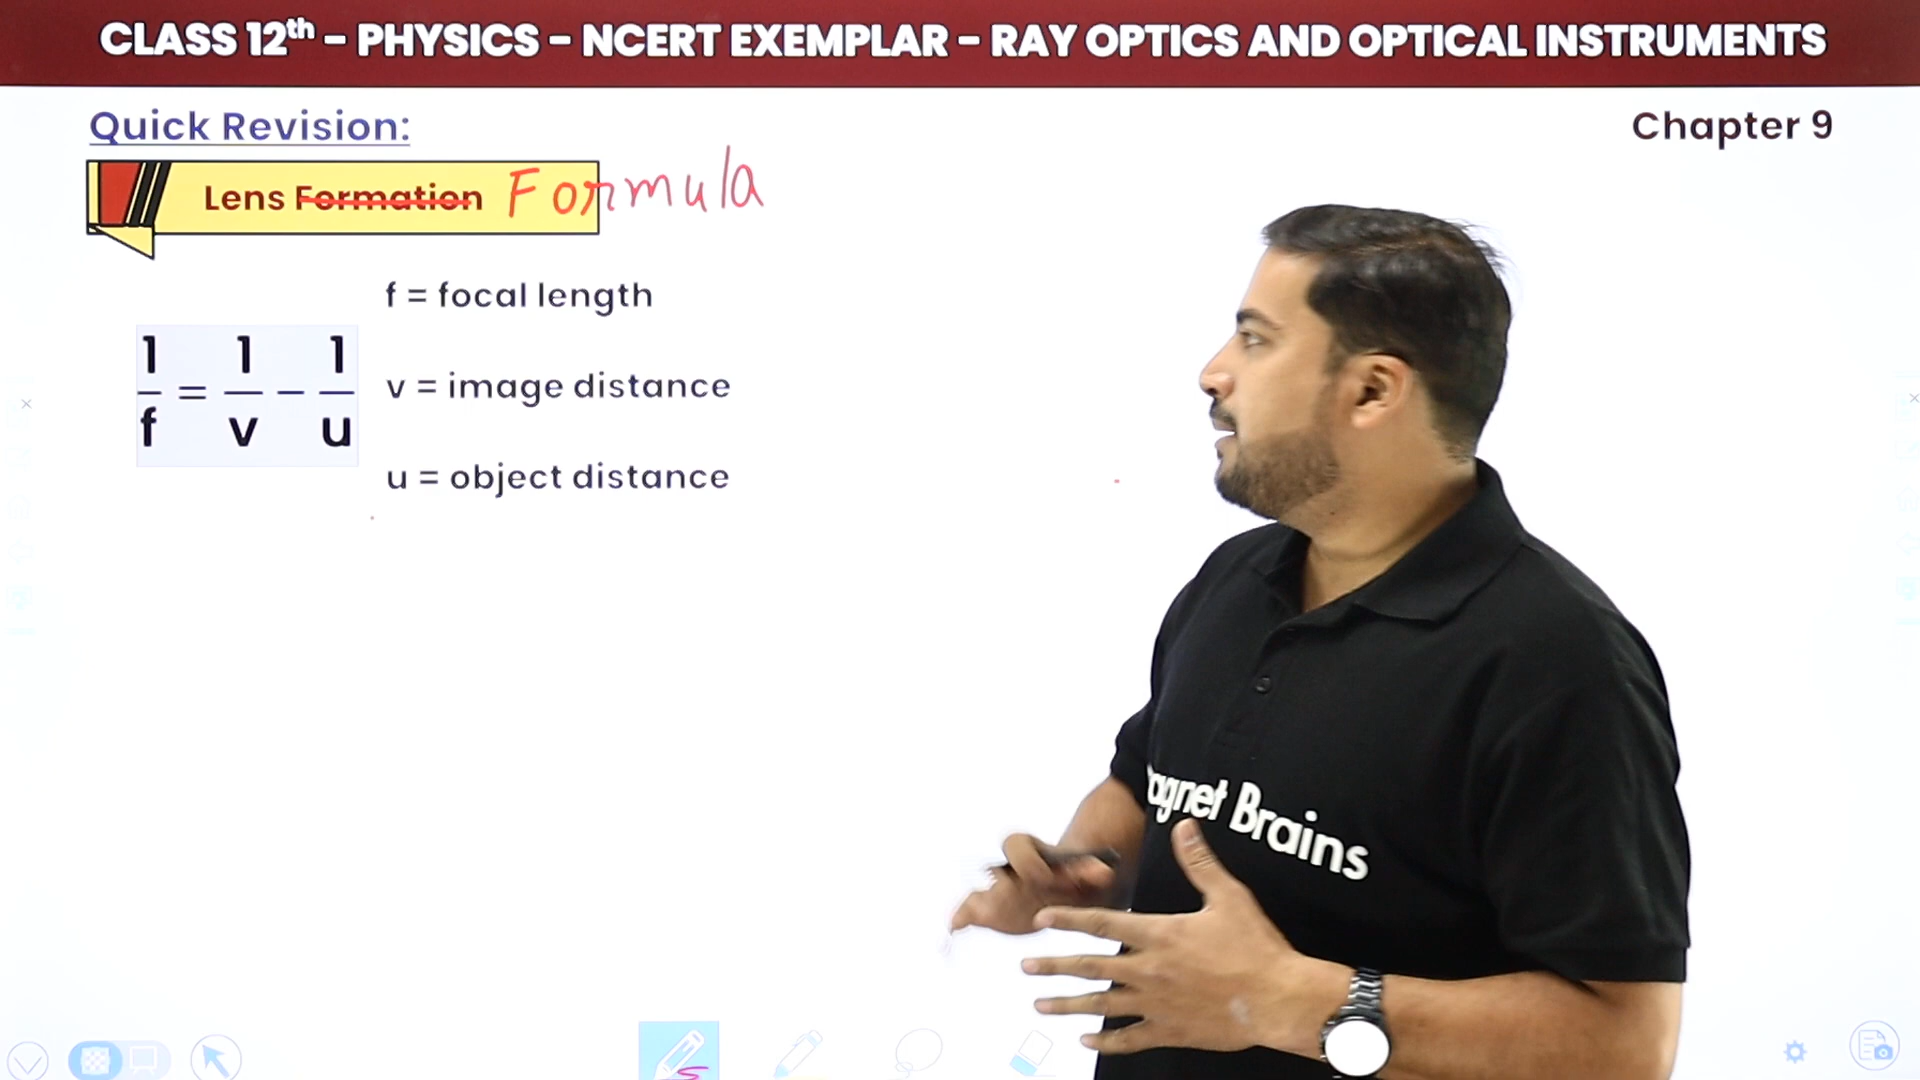 CLASS 12th - PHYSICS - NCERT EXEMPLAR - RAY OPTICS AND OPTICAL INSTRUMENTS
Quick Revision:
Chapter 9
Lens Formation Formula
f = focal length
1/f = 1/v - 1/u
v = image distance
u = object distance
agnet Brains